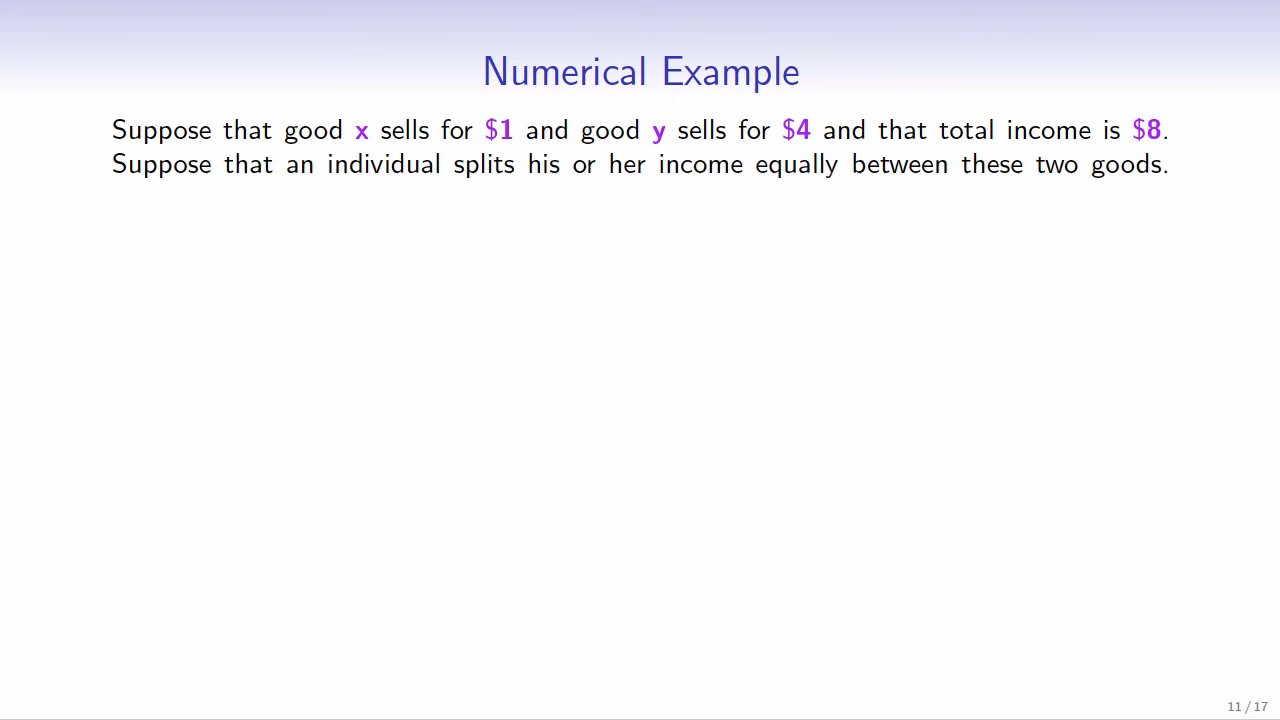 Numerical Example
Suppose that good x sells for $1 and good y sells for $4 and that total income is $8.
Suppose that an individual splits his or her income equally between these two goods.
11 / 17